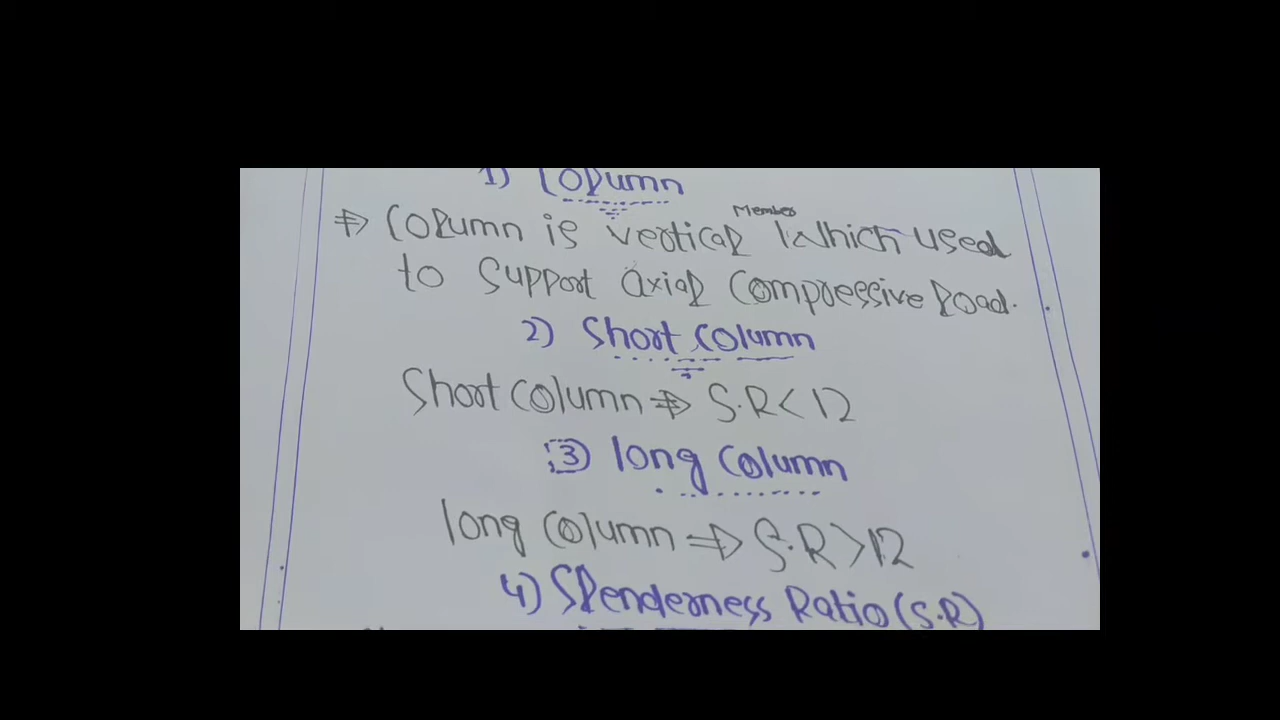 1) Column
⇒ Column is vertical Member which used
to support axial compressive load.
2) Short column
Short column ⇒ S.R < 12
3) long column
long column ⇒ S.R > 12
4) Slenderness Ratio (S.R)